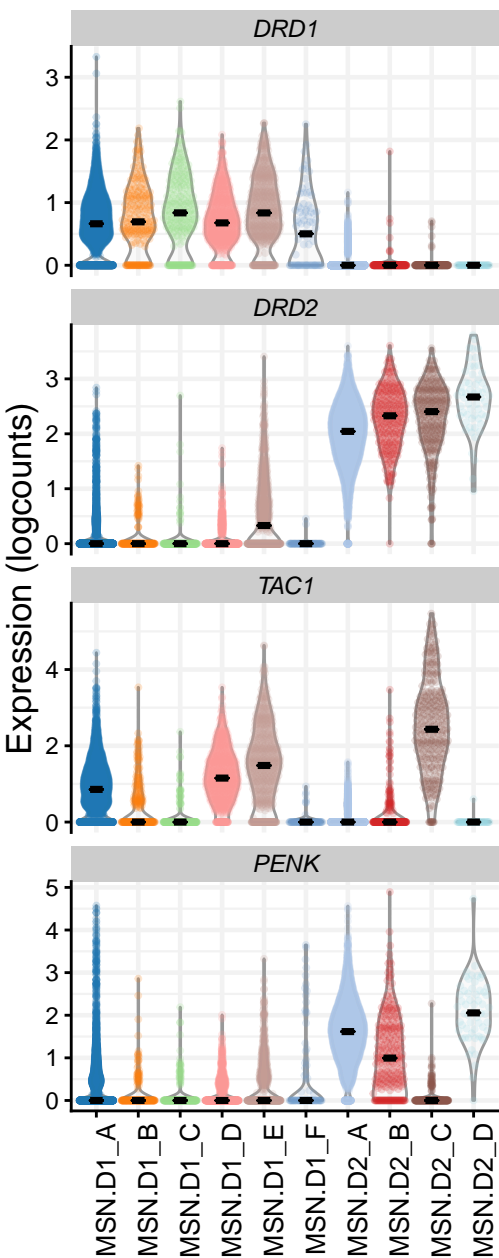 DRD1
3
2
1
0
DRD2
3
2
1
0
TAC1
4
2
0
PENK
5
4
3
2
1
0
Expression (logcounts)
MSN.D1_A
MSN.D1_B
MSN.D1_C
MSN.D1_D
MSN.D1_E
MSN.D1_F
MSN.D2_A
MSN.D2_B
MSN.D2_C
MSN.D2_D